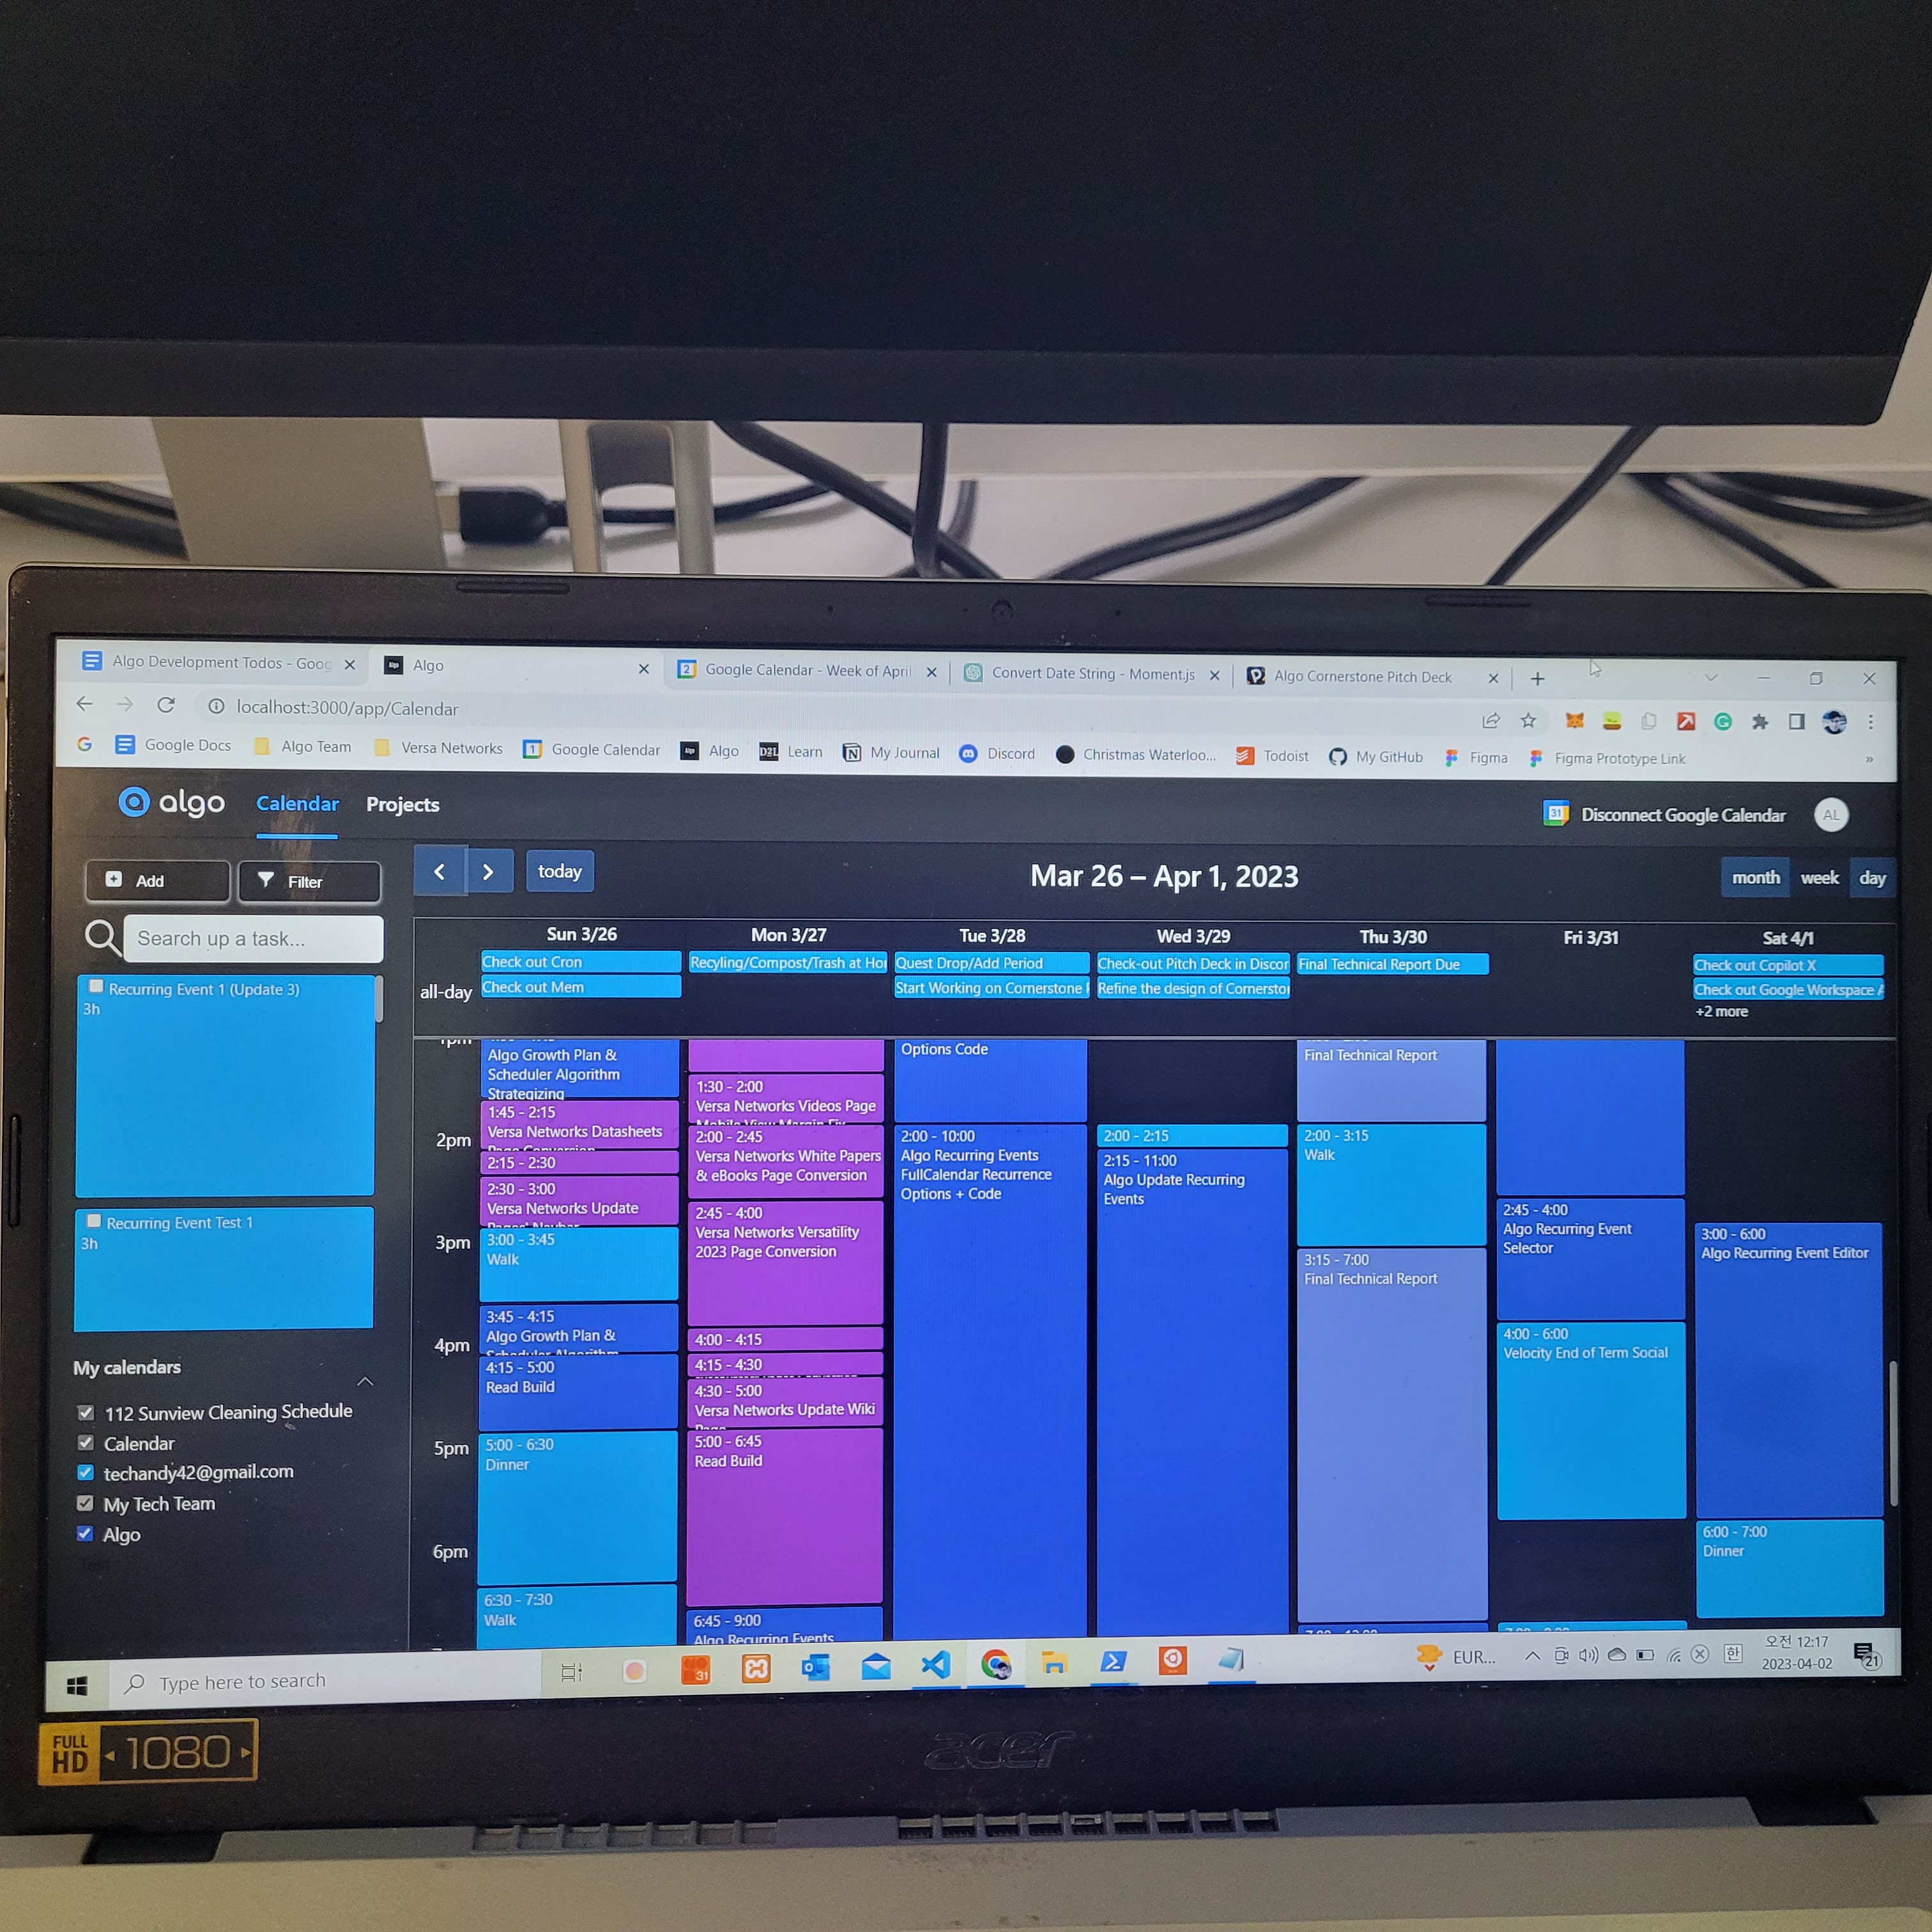 Algo Development Todos - Goog
Algo
Google Calendar - Week of April
Convert Date String - Moment.js
Algo Cornerstone Pitch Deck
localhost:3000/app/Calendar
Google Docs
Algo Team
Versa Networks
Google Calendar
Algo
Learn
My Journal
Discord
Christmas Waterloo...
Todoist
My GitHub
Figma
Figma Prototype Link
»
algo
Calendar
Projects
31
Disconnect Google Calendar
AL
Add
Filter
today
Mar 26 – Apr 1, 2023
month
week
day
Search up a task...
Recurring Event 1 (Update 3)
3h
Recurring Event Test 1
3h
My calendars
112 Sunview Cleaning Schedule
Calendar
techandy42@gmail.com
My Tech Team
Algo
all-day
1pm
2pm
3pm
4pm
5pm
6pm
Sun 3/26
Check out Cron
Check out Mem
Algo Growth Plan &
Scheduler Algorithm
Strategizing
1:45 - 2:15
Versa Networks Datasheets
Page Conversion
2:15 - 2:30
2:30 - 3:00
Versa Networks Update
Pages' Navbar
3:00 - 3:45
Walk
3:45 - 4:15
Algo Growth Plan &
Scheduler Algorithm
4:15 - 5:00
Read Build
5:00 - 6:30
Dinner
6:30 - 7:30
Walk
Mon 3/27
Recyling/Compost/Trash at Hor
1:30 - 2:00
Versa Networks Videos Page
Mobile View Margin Fix
2:00 - 2:45
Versa Networks White Papers
& eBooks Page Conversion
2:45 - 4:00
Versa Networks Versatility
2023 Page Conversion
4:00 - 4:15
4:15 - 4:30
4:30 - 5:00
Versa Networks Update Wiki
Page
5:00 - 6:45
Read Build
6:45 - 9:00
Algo Recurring Events
Tue 3/28
Quest Drop/Add Period
Start Working on Cornerstone
Options Code
2:00 - 10:00
Algo Recurring Events
FullCalendar Recurrence
Options + Code
Wed 3/29
Check-out Pitch Deck in Discor
Refine the design of Cornersto
2:00 - 2:15
2:15 - 11:00
Algo Update Recurring
Events
Thu 3/30
Final Technical Report Due
Final Technical Report
2:00 - 3:15
Walk
3:15 - 7:00
Final Technical Report
Fri 3/31
2:45 - 4:00
Algo Recurring Event
Selector
4:00 - 6:00
Velocity End of Term Social
Sat 4/1
Check out Copilot X
Check out Google Workspace A
+2 more
3:00 - 6:00
Algo Recurring Event Editor
6:00 - 7:00
Dinner
Type here to search
EUR...
한
오전 12:17
2023-04-02
21
FULL
HD
1080
acer